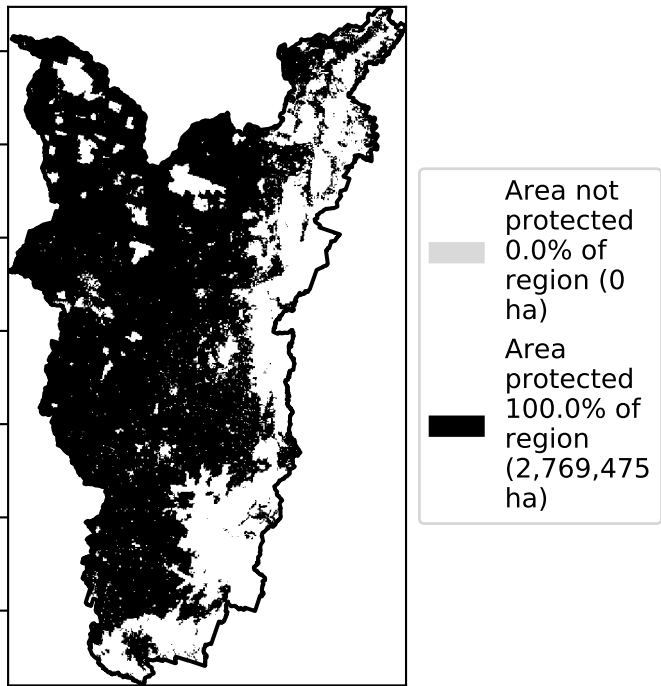 Area not
protected
0.0% of
region (0
ha)
Area
protected
100.0% of
region
(2,769,475
ha)